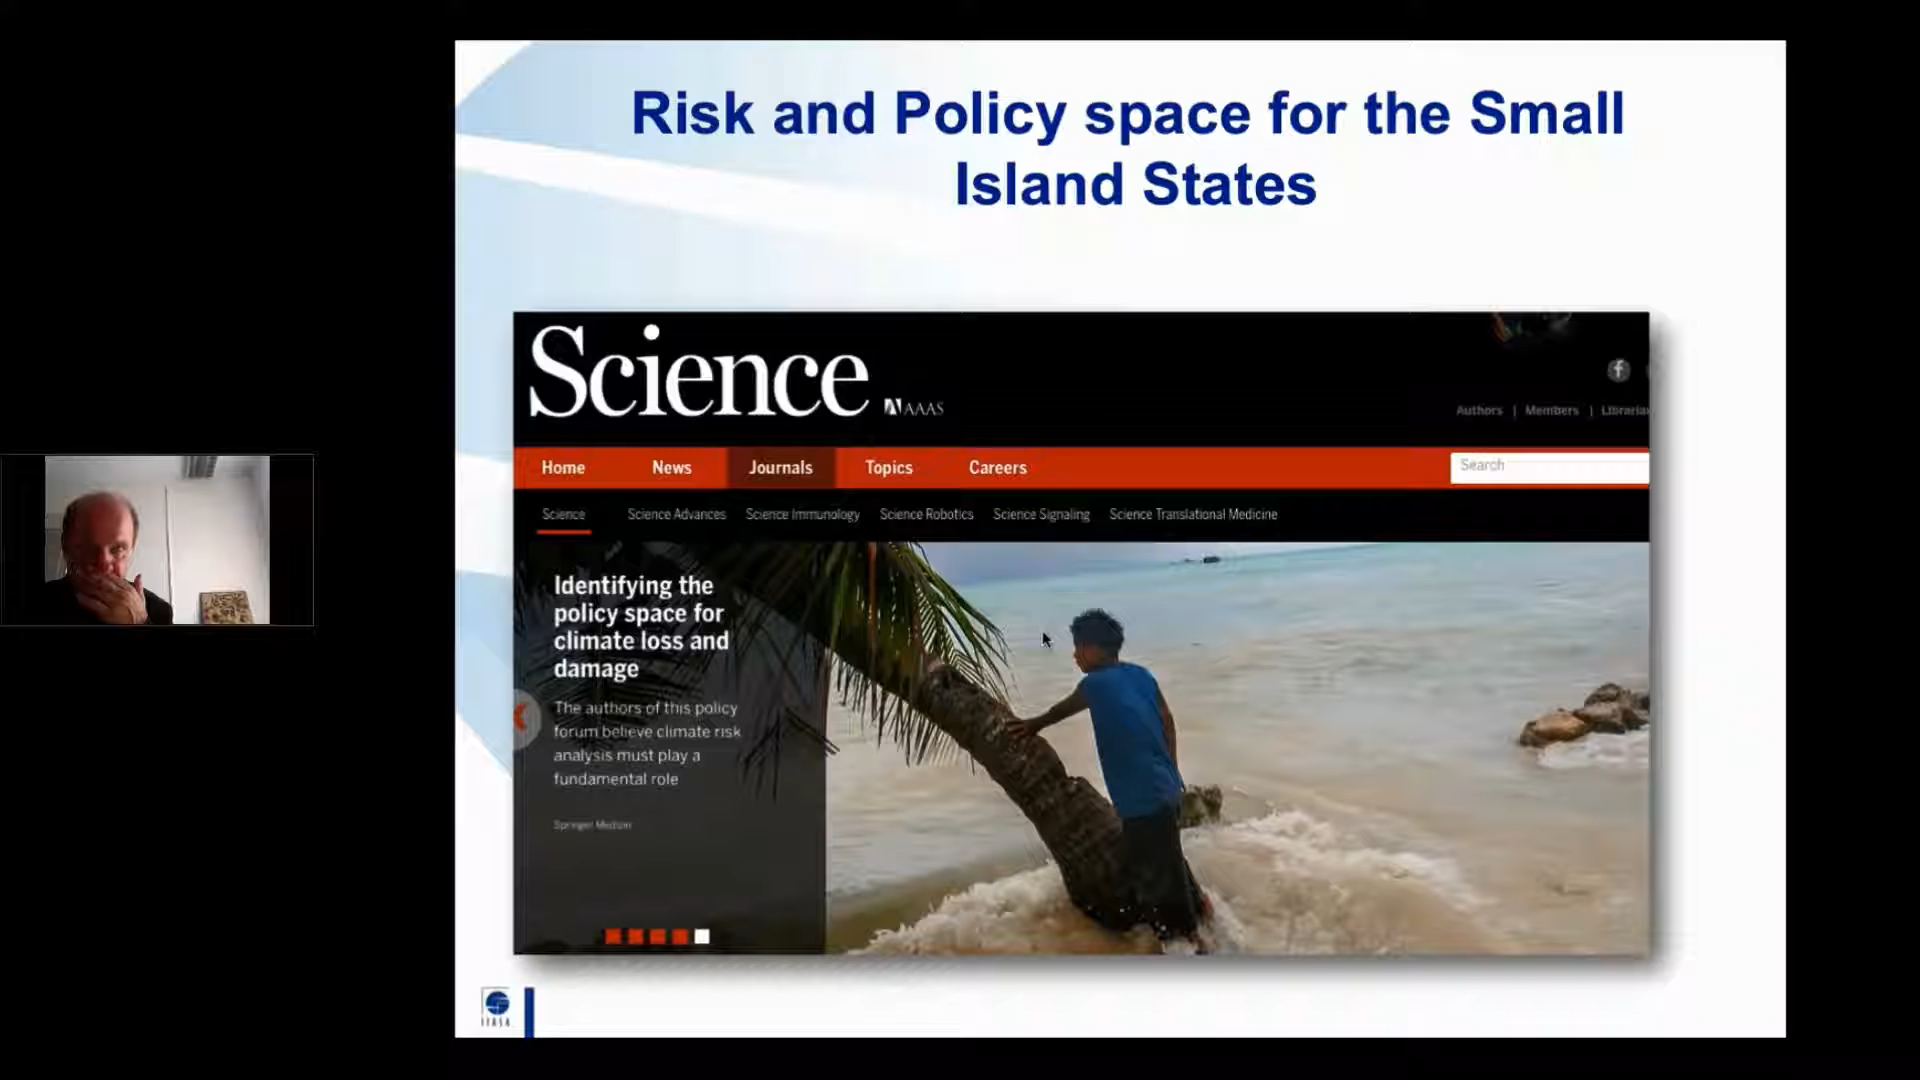 Risk and Policy space for the Small
Island States
Science AAAS
Authors | Members |
Home News Journals Topics Careers
Search
Science Science Advances Science Immunology Science Robotics Science Signaling Science Translational Medicine
Identifying the
policy space for
climate loss and
damage
The authors of this policy
forum believe climate risk
analysis must play a
fundamental role
Springer Medizin
IIASA